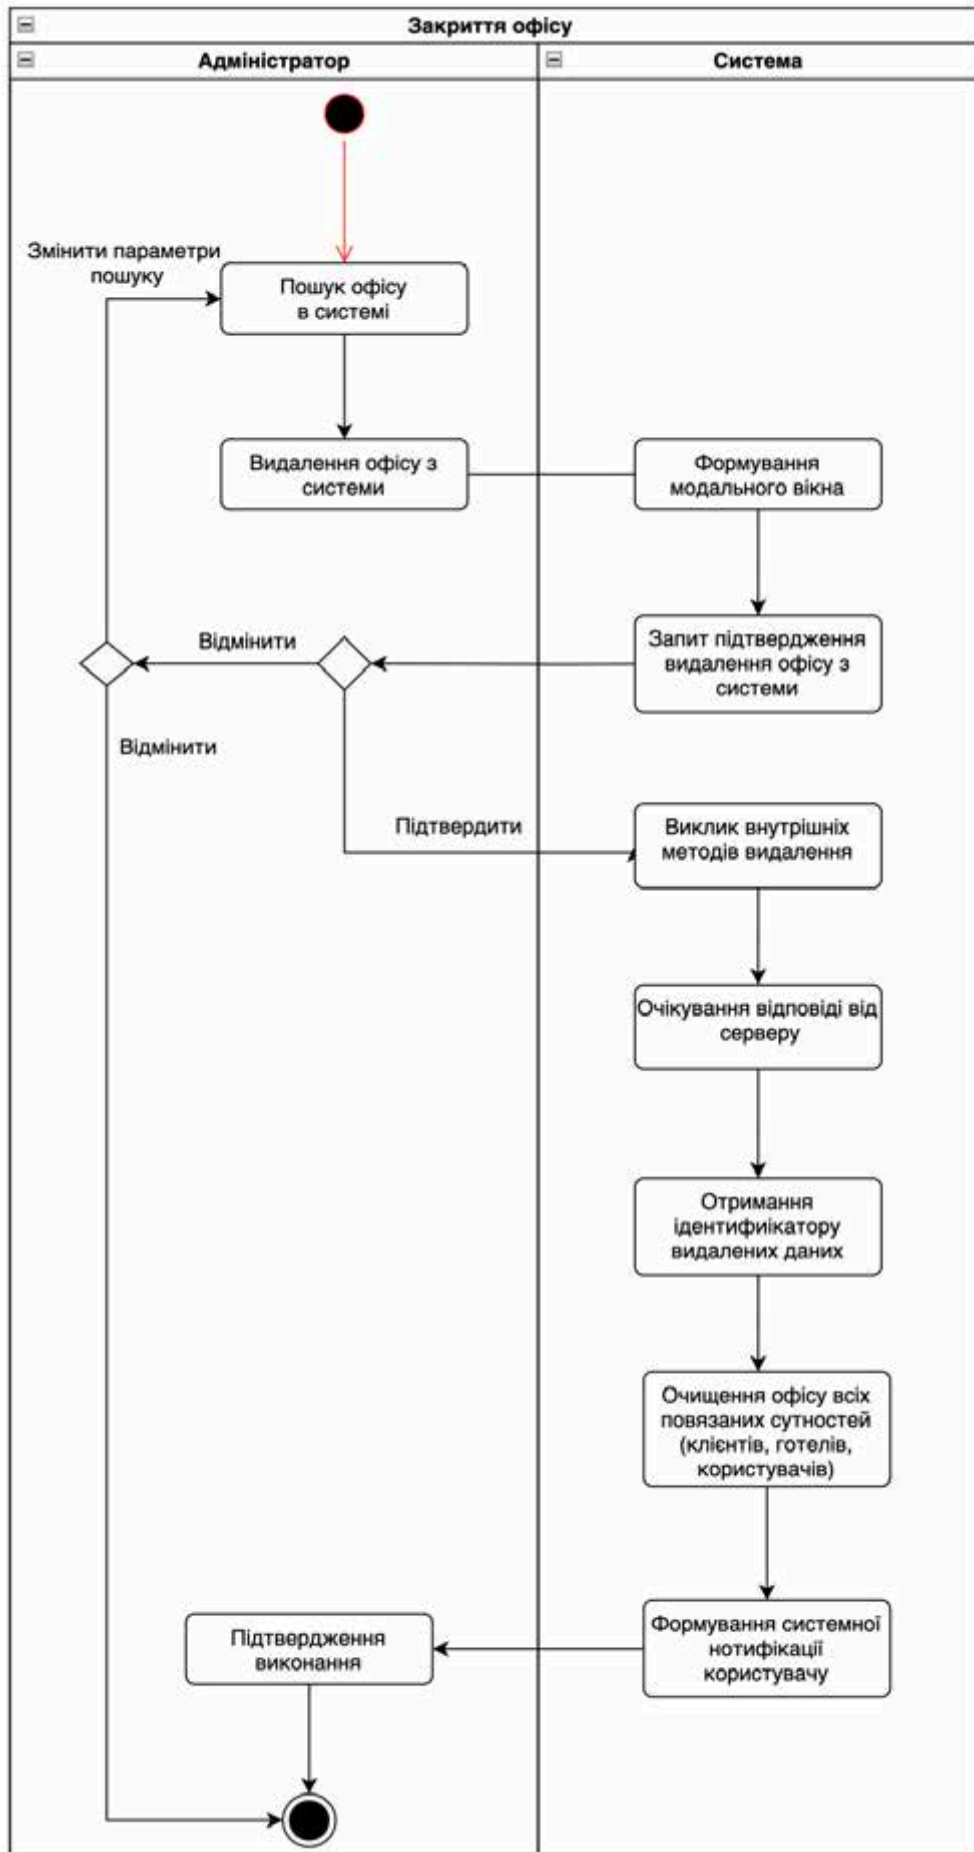 Закриття офісу
Адміністратор
Система
Змінити параметри
пошуку
Пошук офісу
в системі
Видалення офісу з
системи
Формування
модального вікна
Відмінити
Запит підтвердження
видалення офісу з
системи
Відмінити
Підтвердити
Виклик внутрішніх
методів видалення
Очікування відповіді від
серверу
Отримання
ідентифиікатору
видалених даних
Очищення офісу всіх
повязаних сутностей
(клієнтів, готелів,
користувачів)
Підтвердження
виконання
Формування системної
нотифікації
користувачу